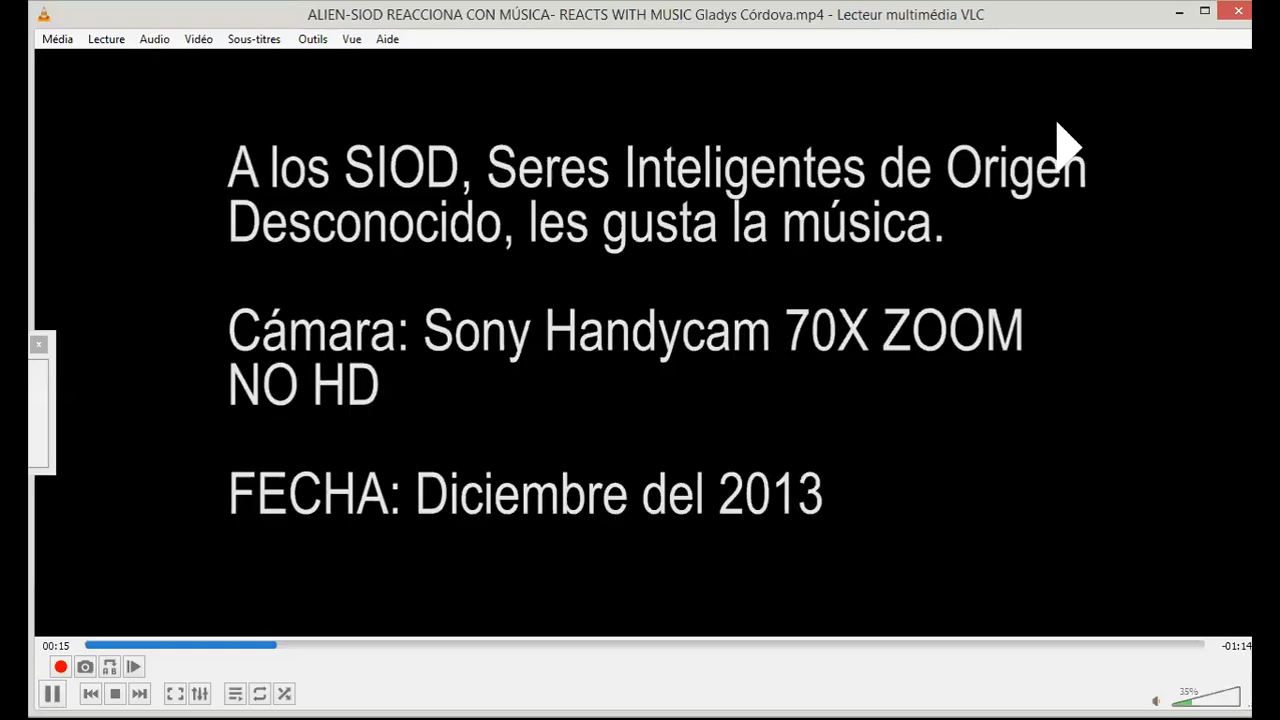 ALIEN-SIOD REACCIONA CON MÚSICA- REACTS WITH MUSIC Gladys Córdova.mp4 - Lecteur multimédia VLC
Média Lecture Audio Vidéo Sous-titres Outils Vue Aide
A los SIOD, Seres Inteligentes de Origen
Desconocido, les gusta la música.
Cámara: Sony Handycam 70X ZOOM
NO HD
FECHA: Diciembre del 2013
00:15 -01:14
A B
35%